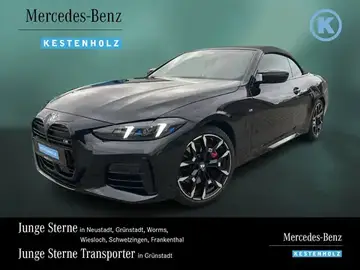 Mercedes-Benz
KESTENHOLZ
K
Junge Sterne in Neustadt, Grünstadt, Worms,
Wiesloch, Schwetzingen, Frankenthal
Junge Sterne Transporter in Grünstadt
Mercedes-Benz
KESTENHOLZ